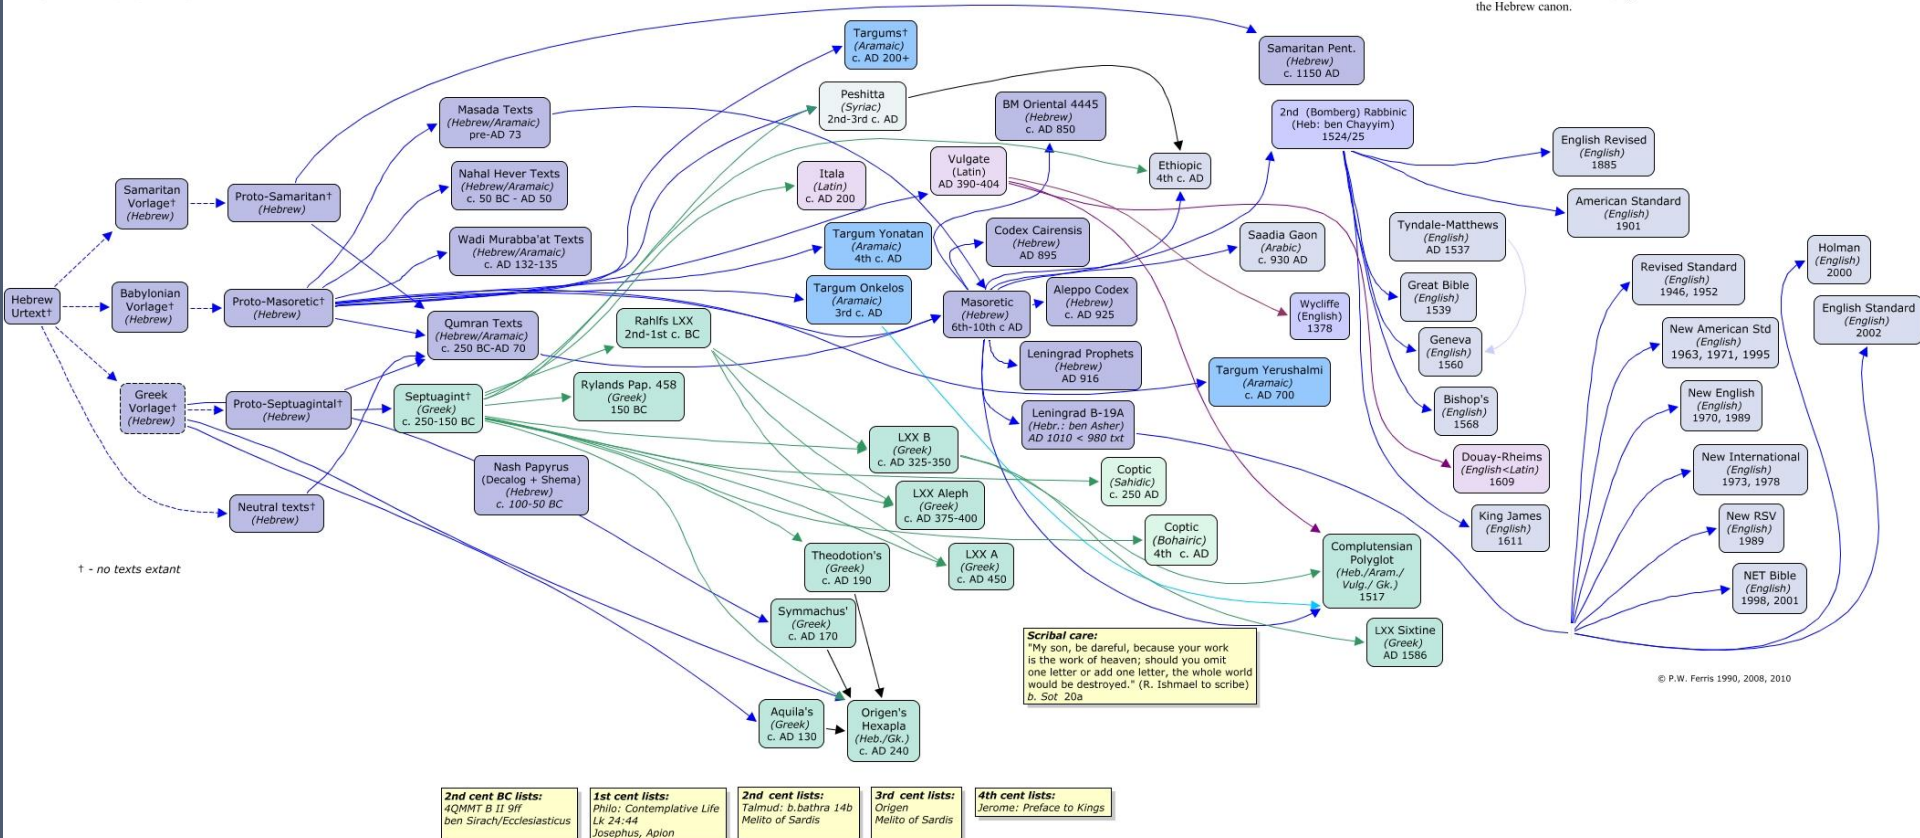 the Hebrew canon.
Targums†
(Aramaic)
c. AD 200+
Samaritan Pent.
(Hebrew)
c. 1150 AD
Peshitta
(Syriac)
2nd-3rd c. AD
Masada Texts
(Hebrew/Aramaic)
pre-AD 73
BM Oriental 4445
(Hebrew)
c. AD 850
2nd (Bomberg) Rabbinic
(Heb: ben Chayyim)
1524/25
English Revised
(English)
1885
Nahal Hever Texts
(Hebrew/Aramaic)
c. 50 BC - AD 50
Itala
(Latin)
c. AD 200
Vulgate
(Latin)
AD 390-404
Ethiopic
4th c. AD
American Standard
(English)
1901
Samaritan
Vorlage†
(Hebrew)
Proto-Samaritan†
(Hebrew)
Wadi Murabba'at Texts
(Hebrew/Aramaic)
c. AD 132-135
Targum Yonatan
(Aramaic)
4th c. AD
Codex Cairensis
(Hebrew)
AD 895
Saadia Gaon
(Arabic)
c. 930 AD
Tyndale-Matthews
(English)
AD 1537
Holman
(English)
2000
Hebrew
Urtext†
Babylonian
Vorlage†
(Hebrew)
Proto-Masoretic†
(Hebrew)
Targum Onkelos
(Aramaic)
3rd c. AD
Masoretic
(Hebrew)
6th-10th c AD
Aleppo Codex
(Hebrew)
c. AD 925
Wycliffe
(English)
1378
Great Bible
(English)
1539
Revised Standard
(English)
1946, 1952
English Standard
(English)
2002
Qumran Texts
(Hebrew/Aramaic)
c. 250 BC-AD 70
Rahlfs LXX
2nd-1st c. BC
Leningrad Prophets
(Hebrew)
AD 916
Geneva
(English)
1560
New American Std
(English)
1963, 1971, 1995
Greek
Vorlage†
(Hebrew)
Proto-Septuagintal†
(Hebrew)
Septuagint†
(Greek)
c. 250-150 BC
Rylands Pap. 458
(Greek)
150 BC
Targum Yerushalmi
(Aramaic)
c. AD 700
Bishop's
(English)
1568
New English
(English)
1970, 1989
Leningrad B-19A
(Hebr.: ben Asher)
AD 1010 < 980 txt
LXX B
(Greek)
c. AD 325-350
Nash Papyrus
(Decalog + Shema)
(Hebrew)
c. 100-50 BC
Coptic
(Sahidic)
c. 250 AD
Douay-Rheims
(English<Latin)
1609
New International
(English)
1973, 1978
Neutral texts†
(Hebrew)
LXX Aleph
(Greek)
c. AD 375-400
Coptic
(Bohairic)
4th c. AD
King James
(English)
1611
New RSV
(English)
1989
† - no texts extant
Theodotion's
(Greek)
c. AD 190
LXX A
(Greek)
c. AD 450
Complutensian
Polyglot
(Heb./Aram./
Vulg./ Gk.)
1517
NET Bible
(English)
1998, 2001
Symmachus'
(Greek)
c. AD 170
LXX Sixtine
(Greek)
AD 1586
Scribal care:
"My son, be dareful, because your work
is the work of heaven; should you omit
one letter or add one letter, the whole world
would be destroyed." (R. Ishmael to scribe)
b. Sot 20a
© P.W. Ferris 1990, 2008, 2010
Aquila's
(Greek)
c. AD 130
Origen's
Hexapla
(Heb./Gk.)
c. AD 240
2nd cent BC lists:
4QMMT B II 9ff
ben Sirach/Ecclesiasticus
1st cent lists:
Philo: Contemplative Life
Lk 24:44
Josephus, Apion
2nd cent lists:
Talmud: b.bathra 14b
Melito of Sardis
3rd cent lists:
Origen
Melito of Sardis
4th cent lists:
Jerome: Preface to Kings